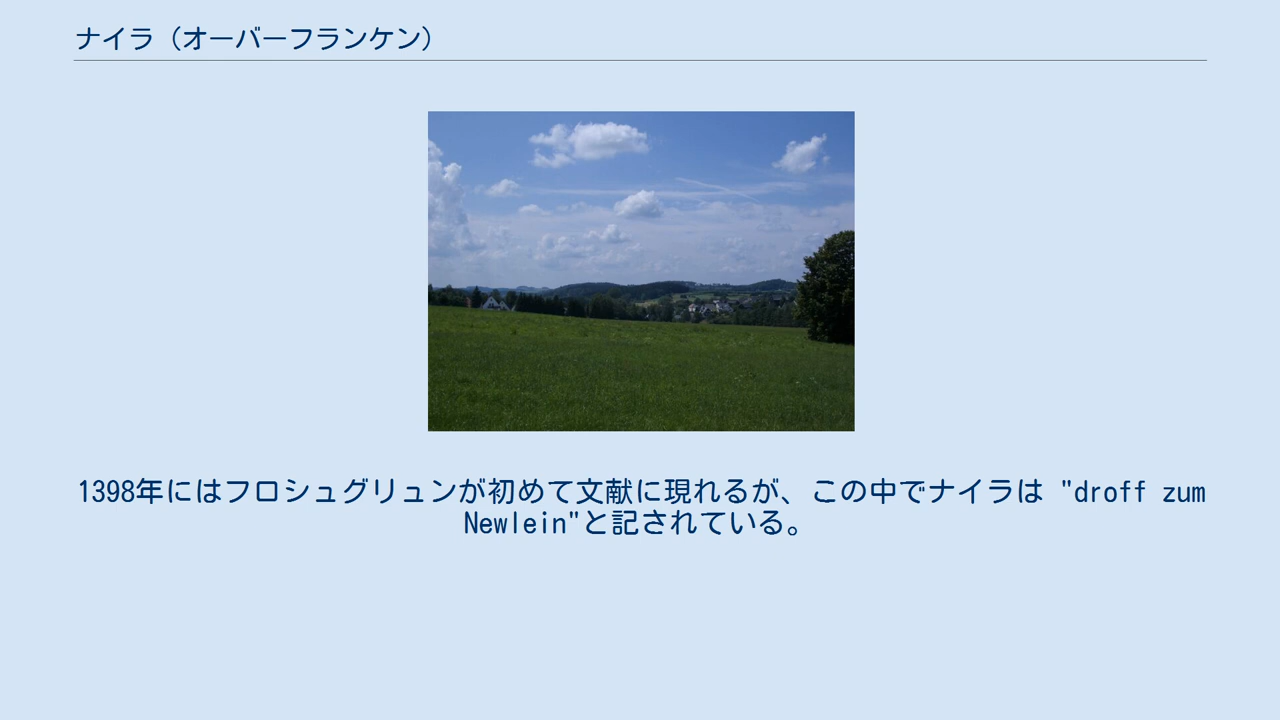 ナイラ（オーバーフランケン）
1398年にはフロシュグリュンが初めて文献に現れるが、この中でナイラは "droff zum
Newlein"と記されている。